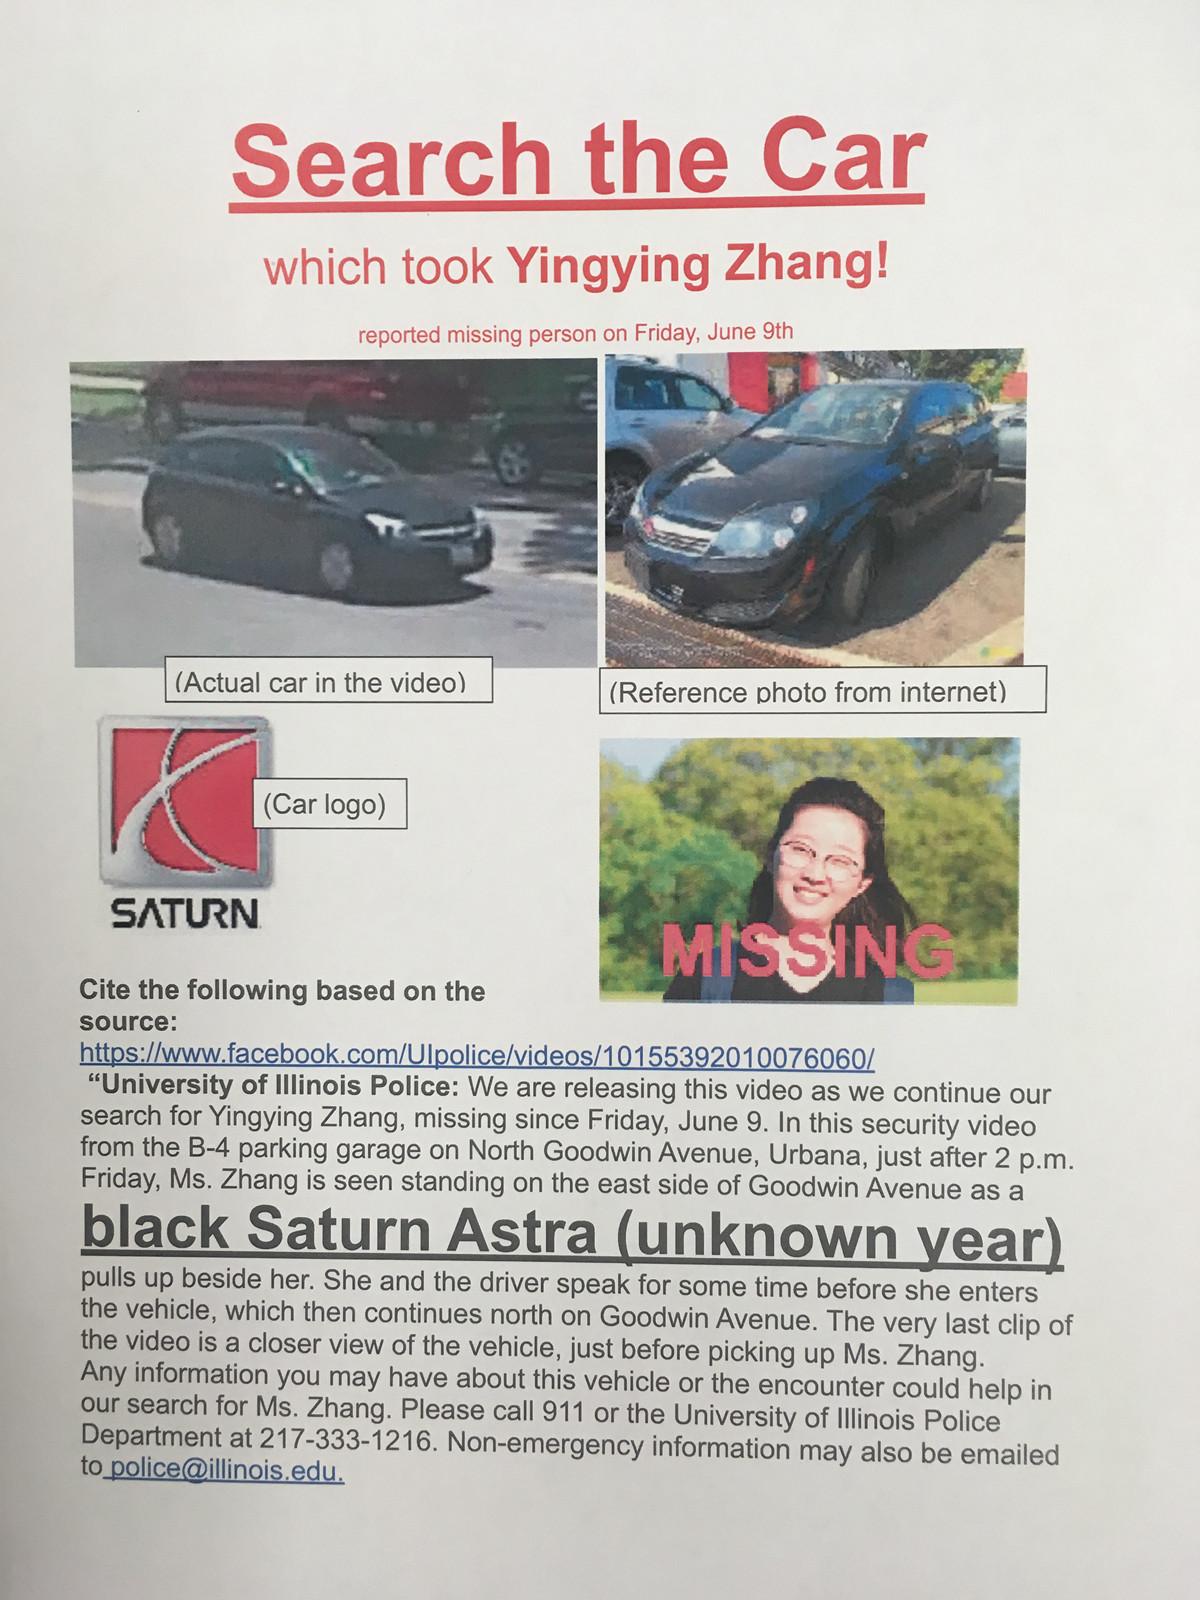 Search the Car
which took Yingying Zhang!
reported missing person on Friday, June 9th
(Actual car in the video)
(Reference photo from internet)
(Car logo)
SATURN
MISSING
Cite the following based on the
source:
https://www.facebook.com/UIpolice/videos/10155392010076060/
“University of Illinois Police: We are releasing this video as we continue our
search for Yingying Zhang, missing since Friday, June 9. In this security video
from the B-4 parking garage on North Goodwin Avenue, Urbana, just after 2 p.m.
Friday, Ms. Zhang is seen standing on the east side of Goodwin Avenue as a
black Saturn Astra (unknown year)
pulls up beside her. She and the driver speak for some time before she enters
the vehicle, which then continues north on Goodwin Avenue. The very last clip of
the video is a closer view of the vehicle, just before picking up Ms. Zhang.
Any information you may have about this vehicle or the encounter could help in
our search for Ms. Zhang. Please call 911 or the University of Illinois Police
Department at 217-333-1216. Non-emergency information may also be emailed
to police@illinois.edu.